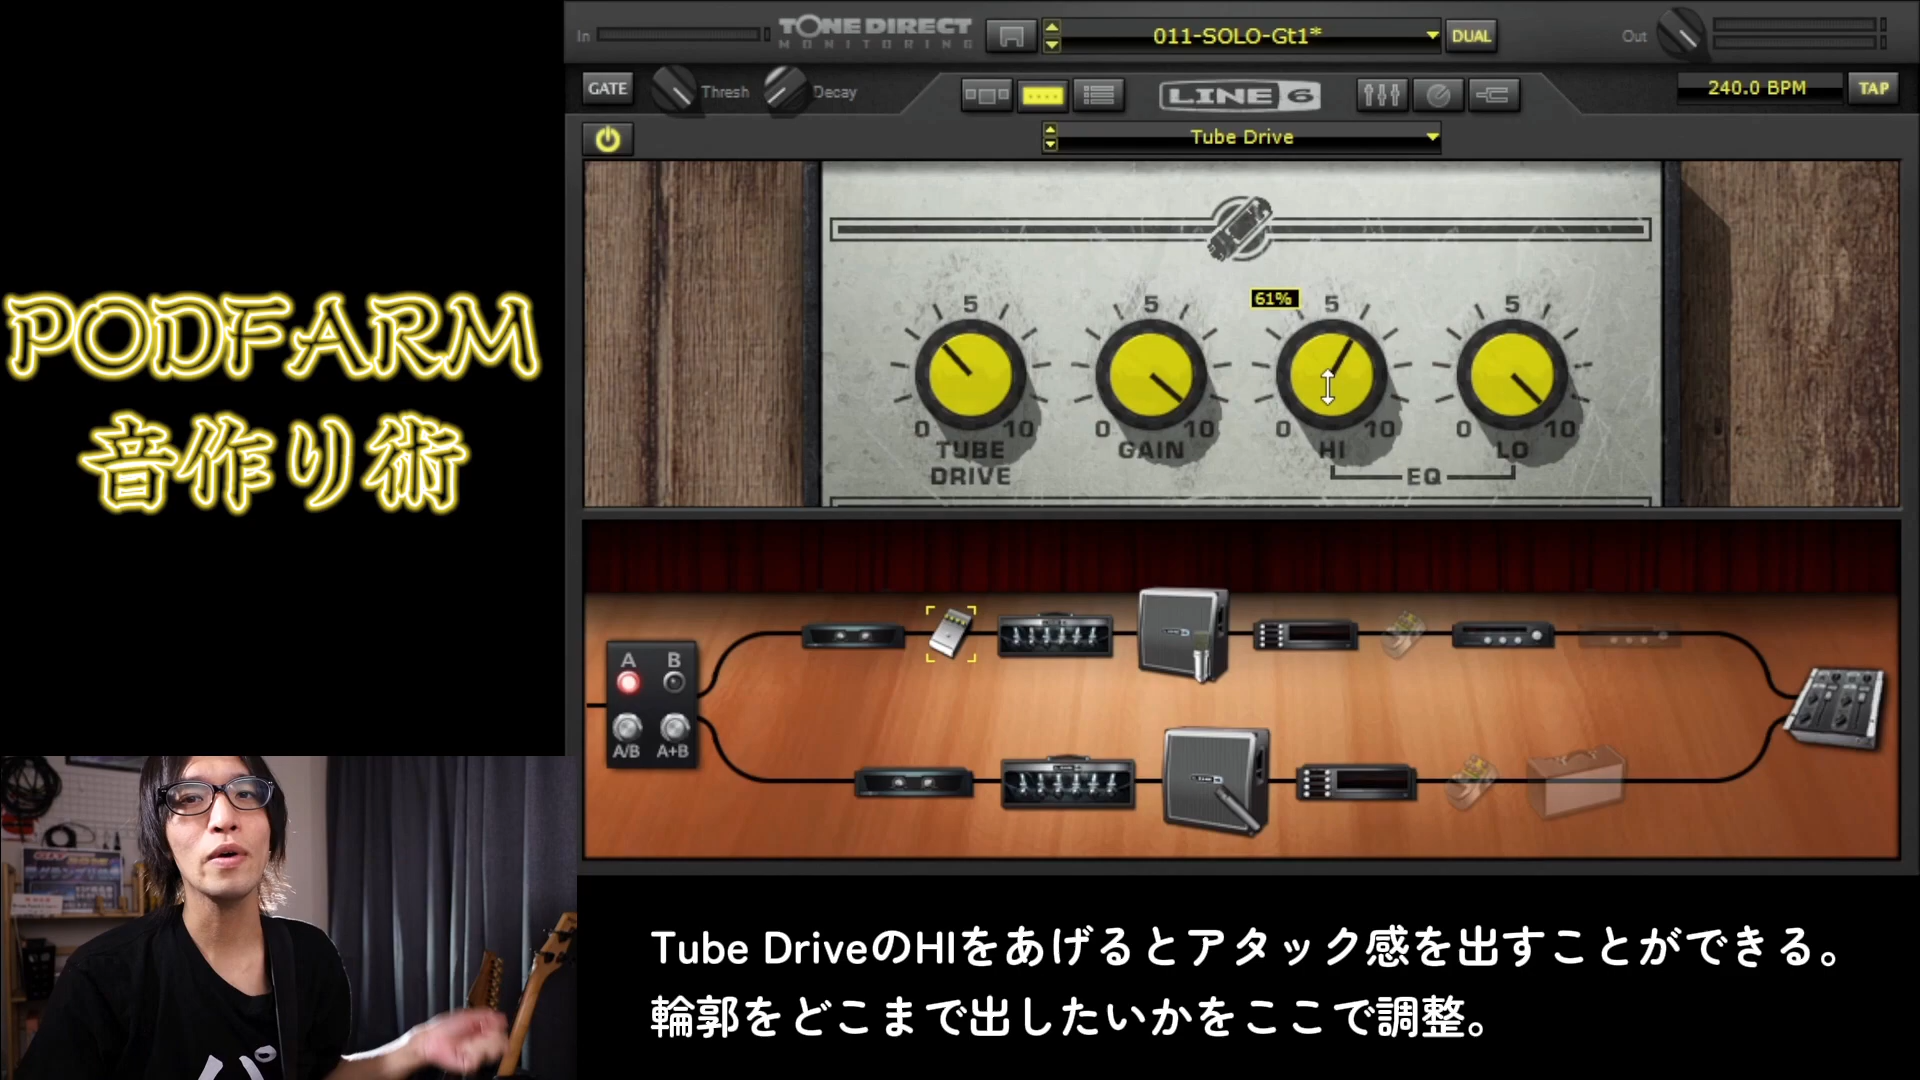 In
TONE DIRECT
MONITORING
011-SOLO-Gt1*
DUAL
Out
GATE
Thresh
Decay
LINE 6
240.0 BPM
TAP
Tube Drive
61%
5
5
5
5
0
10
0
10
0
10
0
10
TUBE
DRIVE
GAIN
HI
LO
EQ
PODFARM
音作り術
A
B
A/B
A+B
Tube DriveのHIをあげるとアタック感を出すことができる。
輪郭をどこまで出したいかをここで調整。